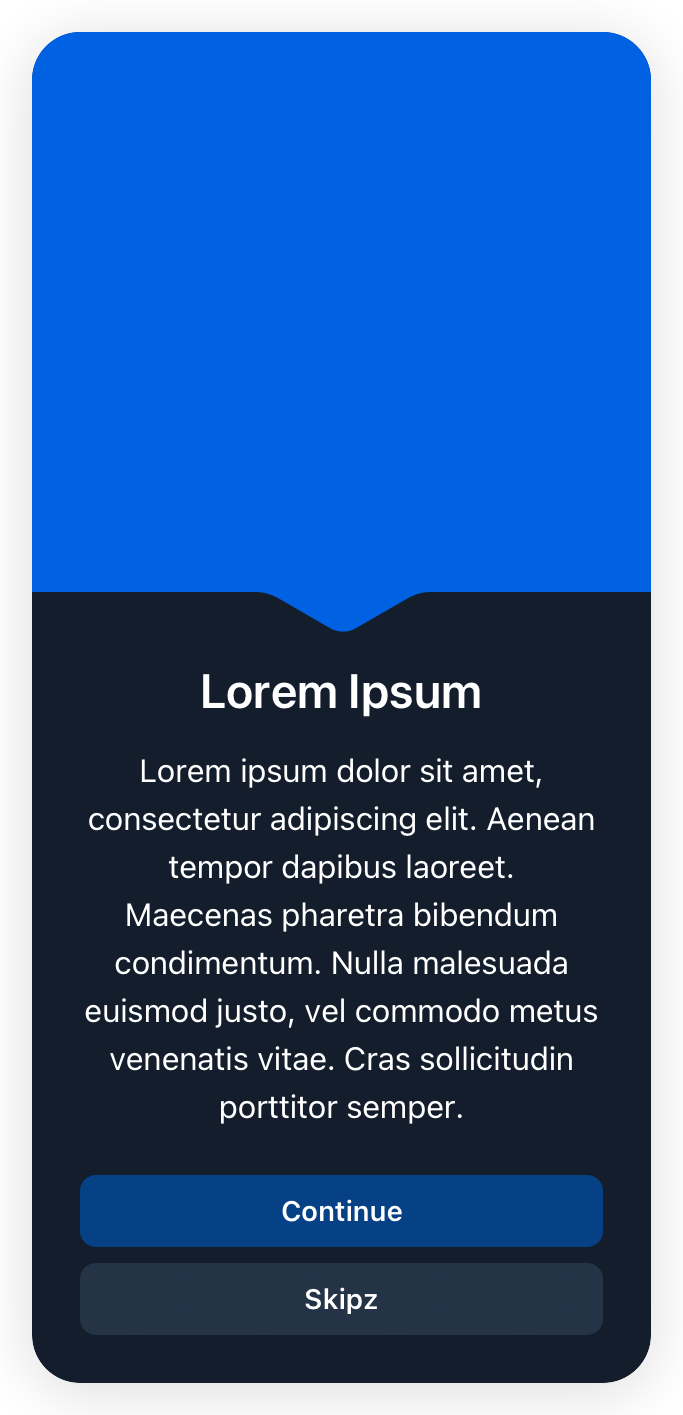 Lorem Ipsum
Lorem ipsum dolor sit amet,
consectetur adipiscing elit. Aenean
tempor dapibus laoreet.
Maecenas pharetra bibendum
condimentum. Nulla malesuada
euismod justo, vel commodo metus
venenatis vitae. Cras sollicitudin
porttitor semper.
Continue
Skipz